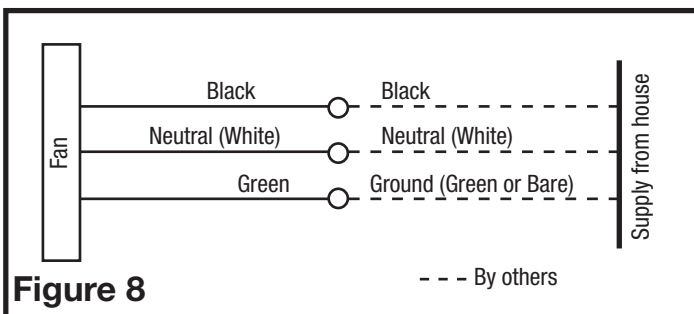 Fan
Black
Black
Neutral (White)
Neutral (White)
Green
Ground (Green or Bare)
Supply from house
Figure 8
- - - By others